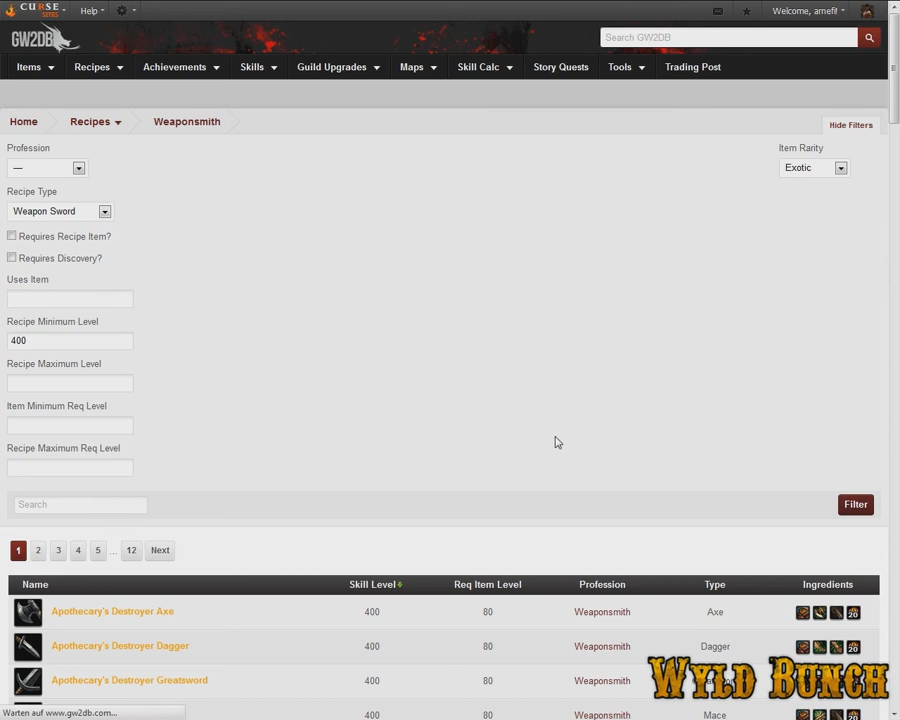 CURSE SITES Help Welcome, arnefi!
GW2DB Search GW2DB
Items Recipes Achievements Skills Guild Upgrades Maps Skill Calc Story Quests Tools Trading Post
Home Recipes Weaponsmith Hide Filters
Profession Item Rarity
— Exotic
Recipe Type
Weapon Sword
Requires Recipe Item?
Requires Discovery?
Uses Item
Recipe Minimum Level
400
Recipe Maximum Level
Item Minimum Req Level
Recipe Maximum Req Level
Search Filter
1 2 3 4 5 ... 12 Next
Name Skill Level Req Item Level Profession Type Ingredients
Apothecary's Destroyer Axe 400 80 Weaponsmith Axe 20
Apothecary's Destroyer Dagger 400 80 Weaponsmith Dagger 20
Apothecary's Destroyer Greatsword 400 80 Weaponsmith
400 80 Weaponsmith Mace 20
WYLD BUNCH
Warten auf www.gw2db.com...